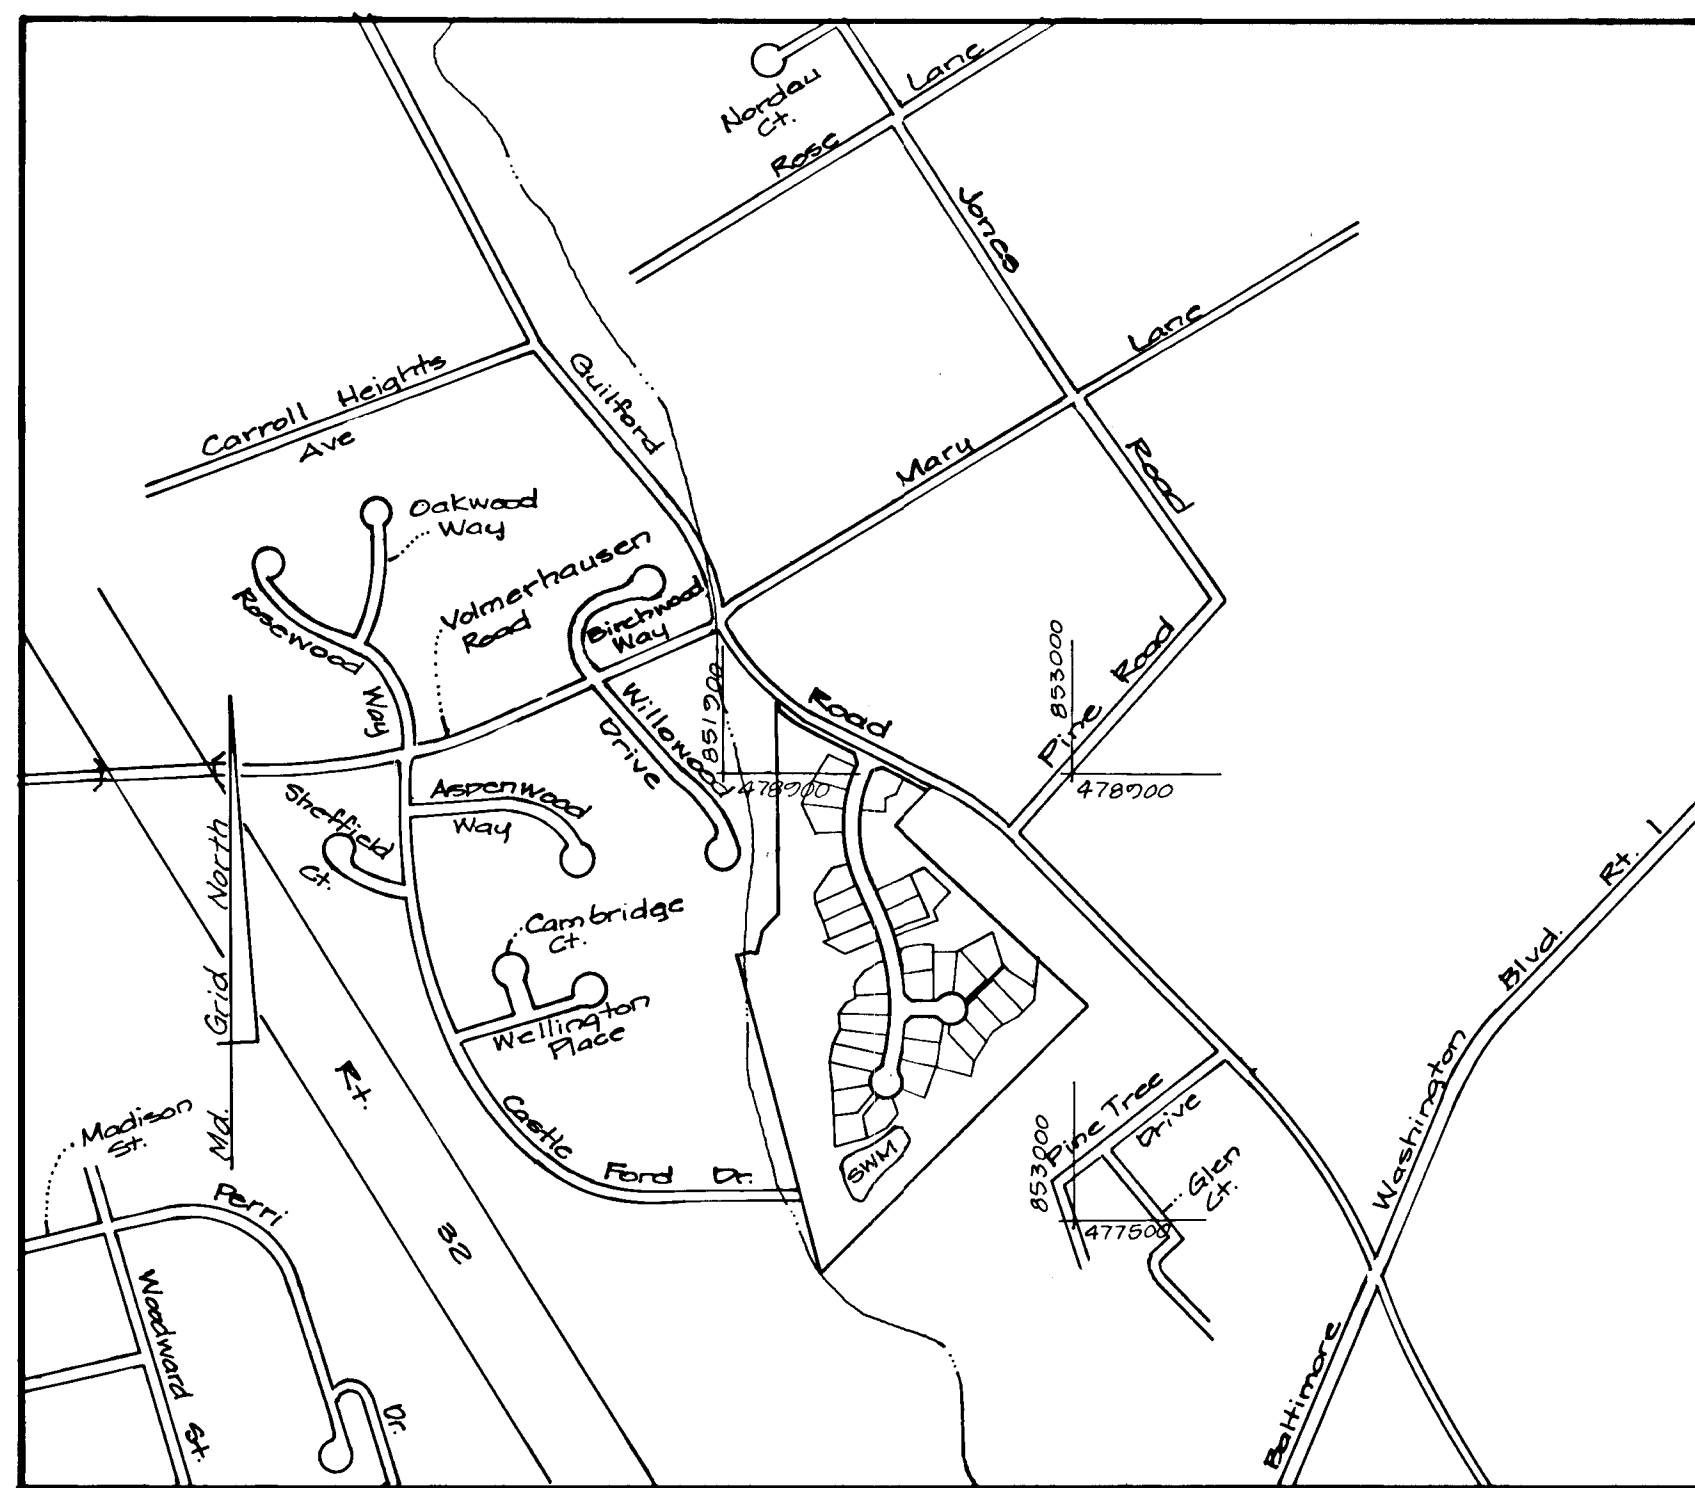 Nordau
Ct.
Lane
Rose
Jones
Lane
Carroll Heights
Ave
Guilford
Mary
Road
Oakwood
Way
Volmerhausen
Road
Rosewood
Way
Birchwood
Way
Willowood
Drive
851900
478900
Road
853000
478900
Pine Road
Aspenwood
Way
Sheffield
Ct.
Rt. 1
Md. Grid North
Cambridge
Ct.
Wellington
Place
Washington Blvd.
Rt.
32
Castle
Ford Dr.
Madison
St.
Perri
Dr.
Woodward St.
SWM
Pine Tree
Drive
853000
477500
Glen
Ct.
Baltimore